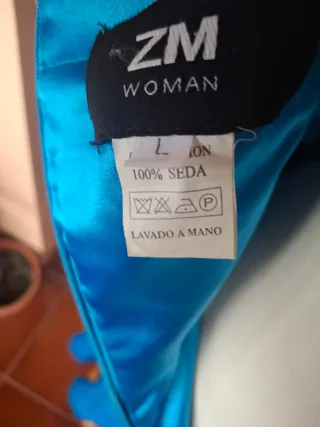 ZM
WOMAN
L
100% SEDA
P
LAVADO A MANO